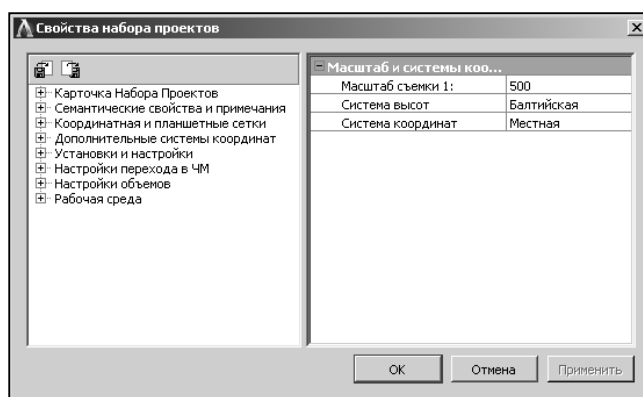 Свойства набора проектов
Карточка Набора Проектов
Семантические свойства и примечания
Координатная и планшетные сетки
Дополнительные системы координат
Установки и настройки
Настройки перехода в ЧМ
Настройки объемов
Рабочая среда
Масштаб и системы коо...
Масштаб съемки 1: 500
Система высот Балтийская
Система координат Местная
ОК Отмена Применить